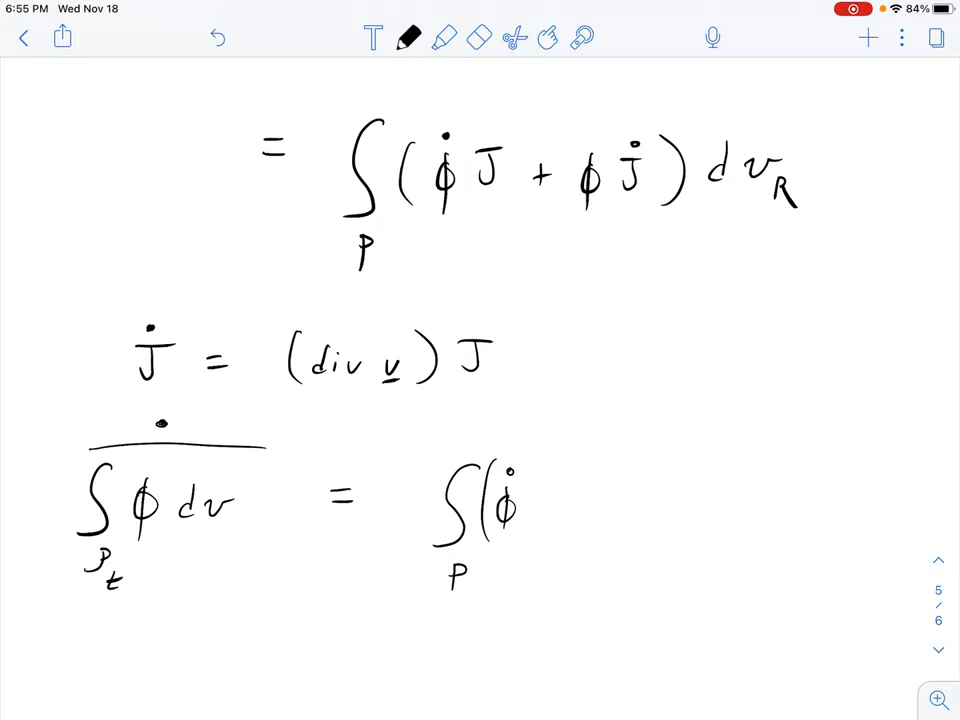 6:55 PM Wed Nov 18 84%
T
= ∫_P (φ̇ J + φ J̇) dv_R
J̇ = (div v̲) J
˙
‾∫_{P_t} φ dv‾ = ∫_P (φ̇
5
/
6